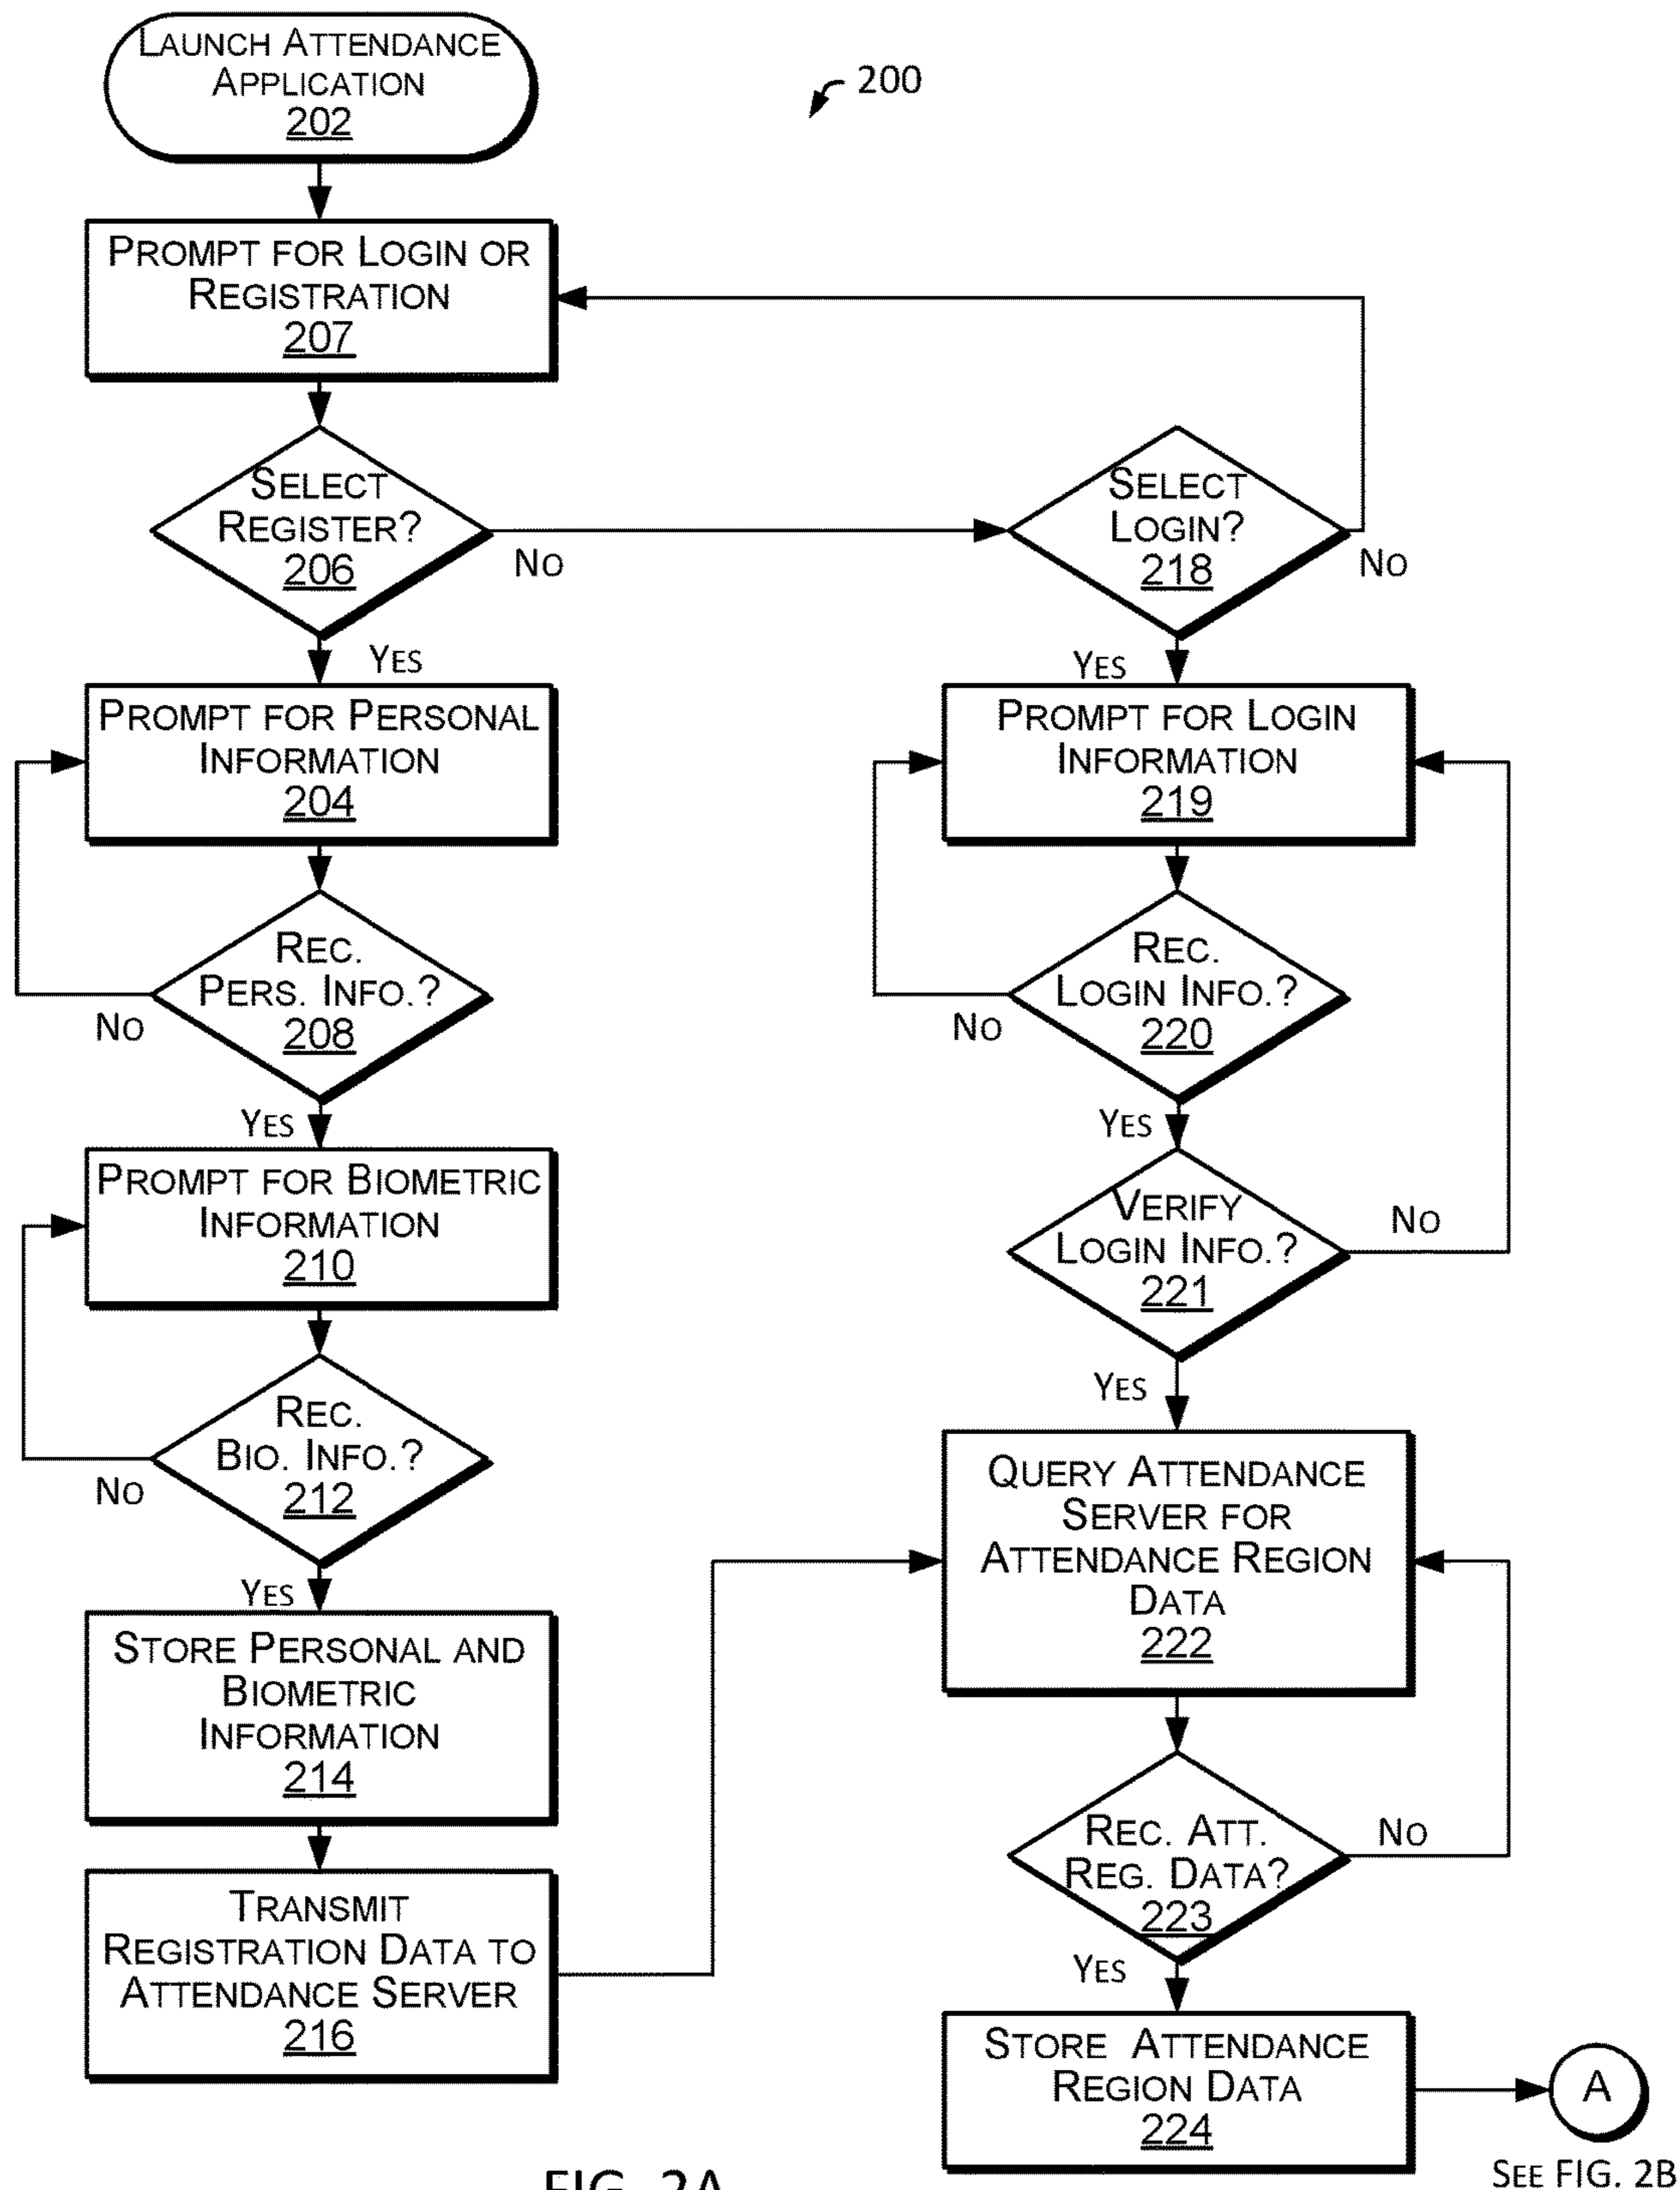 LAUNCH ATTENDANCE
APPLICATION
202
200
PROMPT FOR LOGIN OR
REGISTRATION
207
SELECT
REGISTER?
206
NO
YES
SELECT
LOGIN?
218
NO
YES
PROMPT FOR PERSONAL
INFORMATION
204
PROMPT FOR LOGIN
INFORMATION
219
REC.
PERS. INFO.?
208
NO
YES
REC.
LOGIN INFO.?
220
NO
YES
PROMPT FOR BIOMETRIC
INFORMATION
210
VERIFY
LOGIN INFO.?
221
NO
YES
REC.
BIO. INFO.?
212
NO
YES
QUERY ATTENDANCE
SERVER FOR
ATTENDANCE REGION
DATA
222
STORE PERSONAL AND
BIOMETRIC
INFORMATION
214
REC. ATT.
REG. DATA?
223
NO
YES
TRANSMIT
REGISTRATION DATA TO
ATTENDANCE SERVER
216
STORE ATTENDANCE
REGION DATA
224
A
SEE FIG. 2B
FIG. 2A